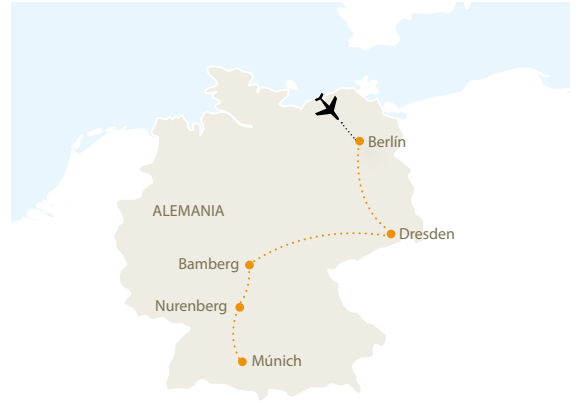 Berlín
ALEMANIA
Dresden
Bamberg
Nurenberg
Múnich